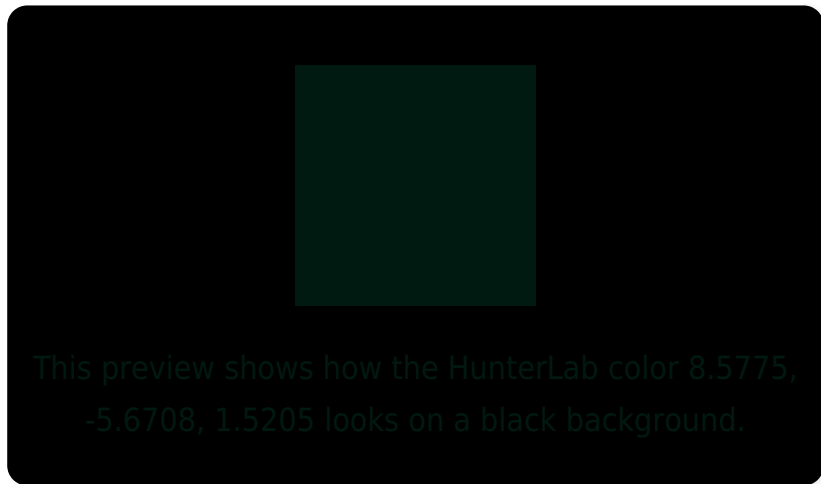 This preview shows how the HunterLab color 8.5775,
-5.6708, 1.5205 looks on a black background.